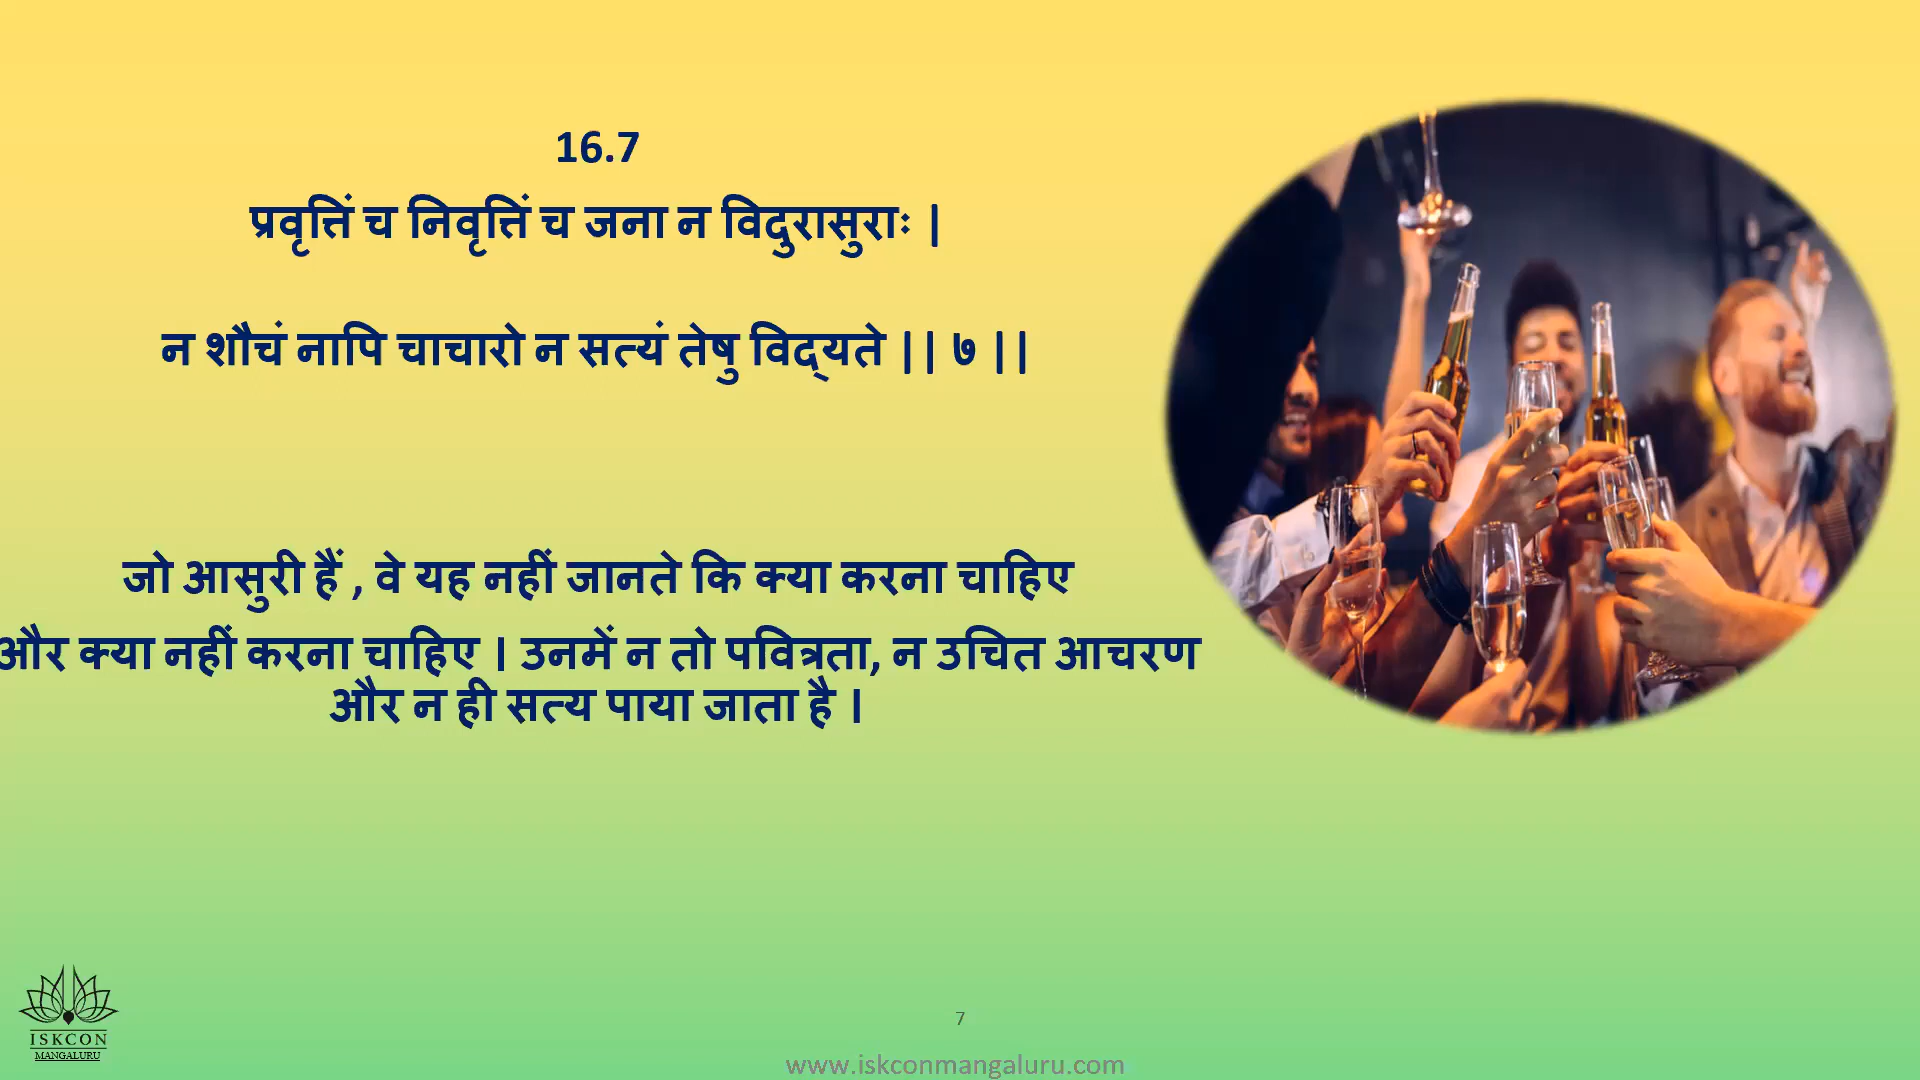 16.7
प्रवृत्तिं च निवृत्तिं च जना न विदुरासुराः |
न शौचं नापि चाचारो न सत्यं तेषु विद्यते || ७ ||
जो आसुरी हैं , वे यह नहीं जानते कि क्या करना चाहिए
और क्या नहीं करना चाहिए । उनमें न तो पवित्रता, न उचित आचरण
और न ही सत्य पाया जाता है ।
ISKCON
MANGALURU
7
www.iskconmangaluru.com